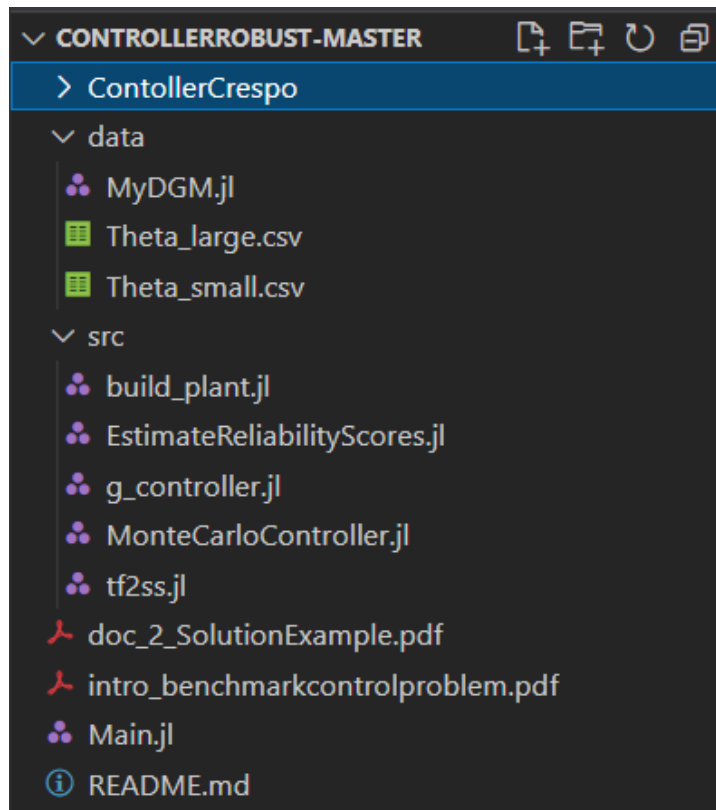 CONTROLLERROBUST-MASTER
ContollerCrespo
data
MyDGM.jl
Theta_large.csv
Theta_small.csv
src
build_plant.jl
EstimateReliabilityScores.jl
g_controller.jl
MonteCarloController.jl
tf2ss.jl
doc_2_SolutionExample.pdf
intro_benchmarkcontrolproblem.pdf
Main.jl
README.md